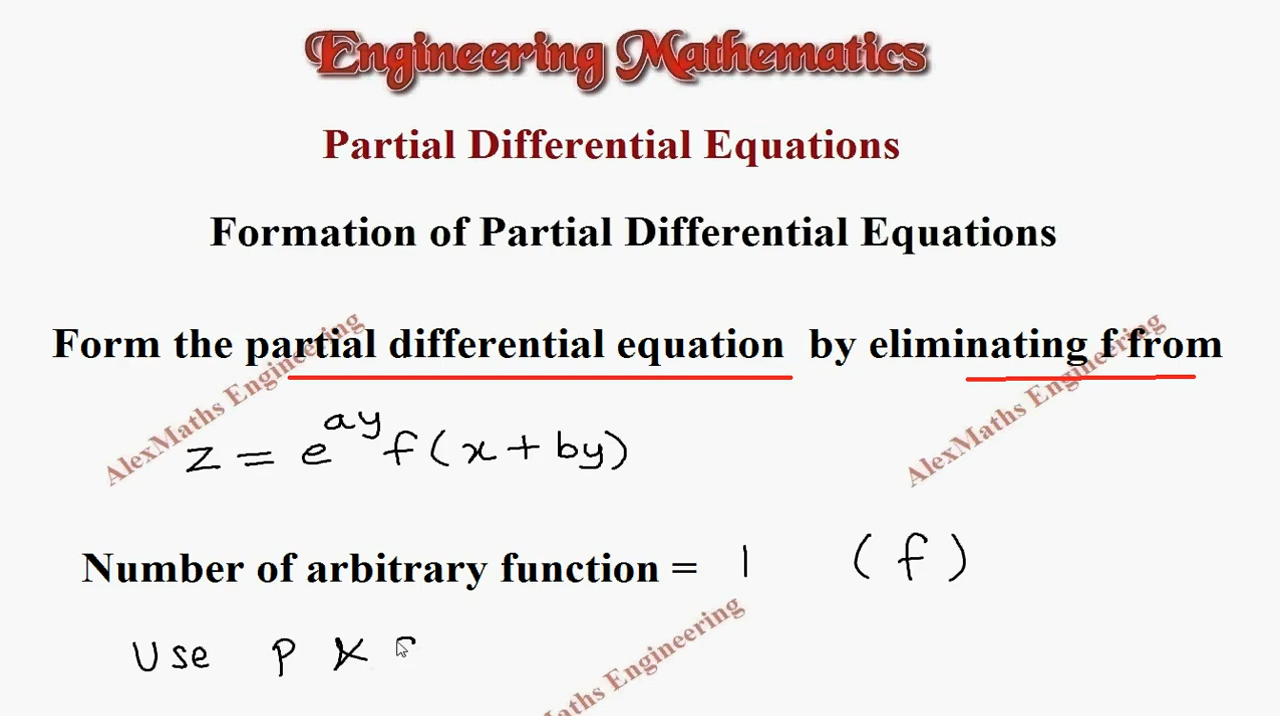 Engineering Mathematics
Partial Differential Equations
Formation of Partial Differential Equations
Form the partial differential equation by eliminating f from
AlexMaths Engineering
AlexMaths Engineering
z = e^ay f(x + by)
Number of arbitrary function = 1 (f)
Use p &
Maths Engineering